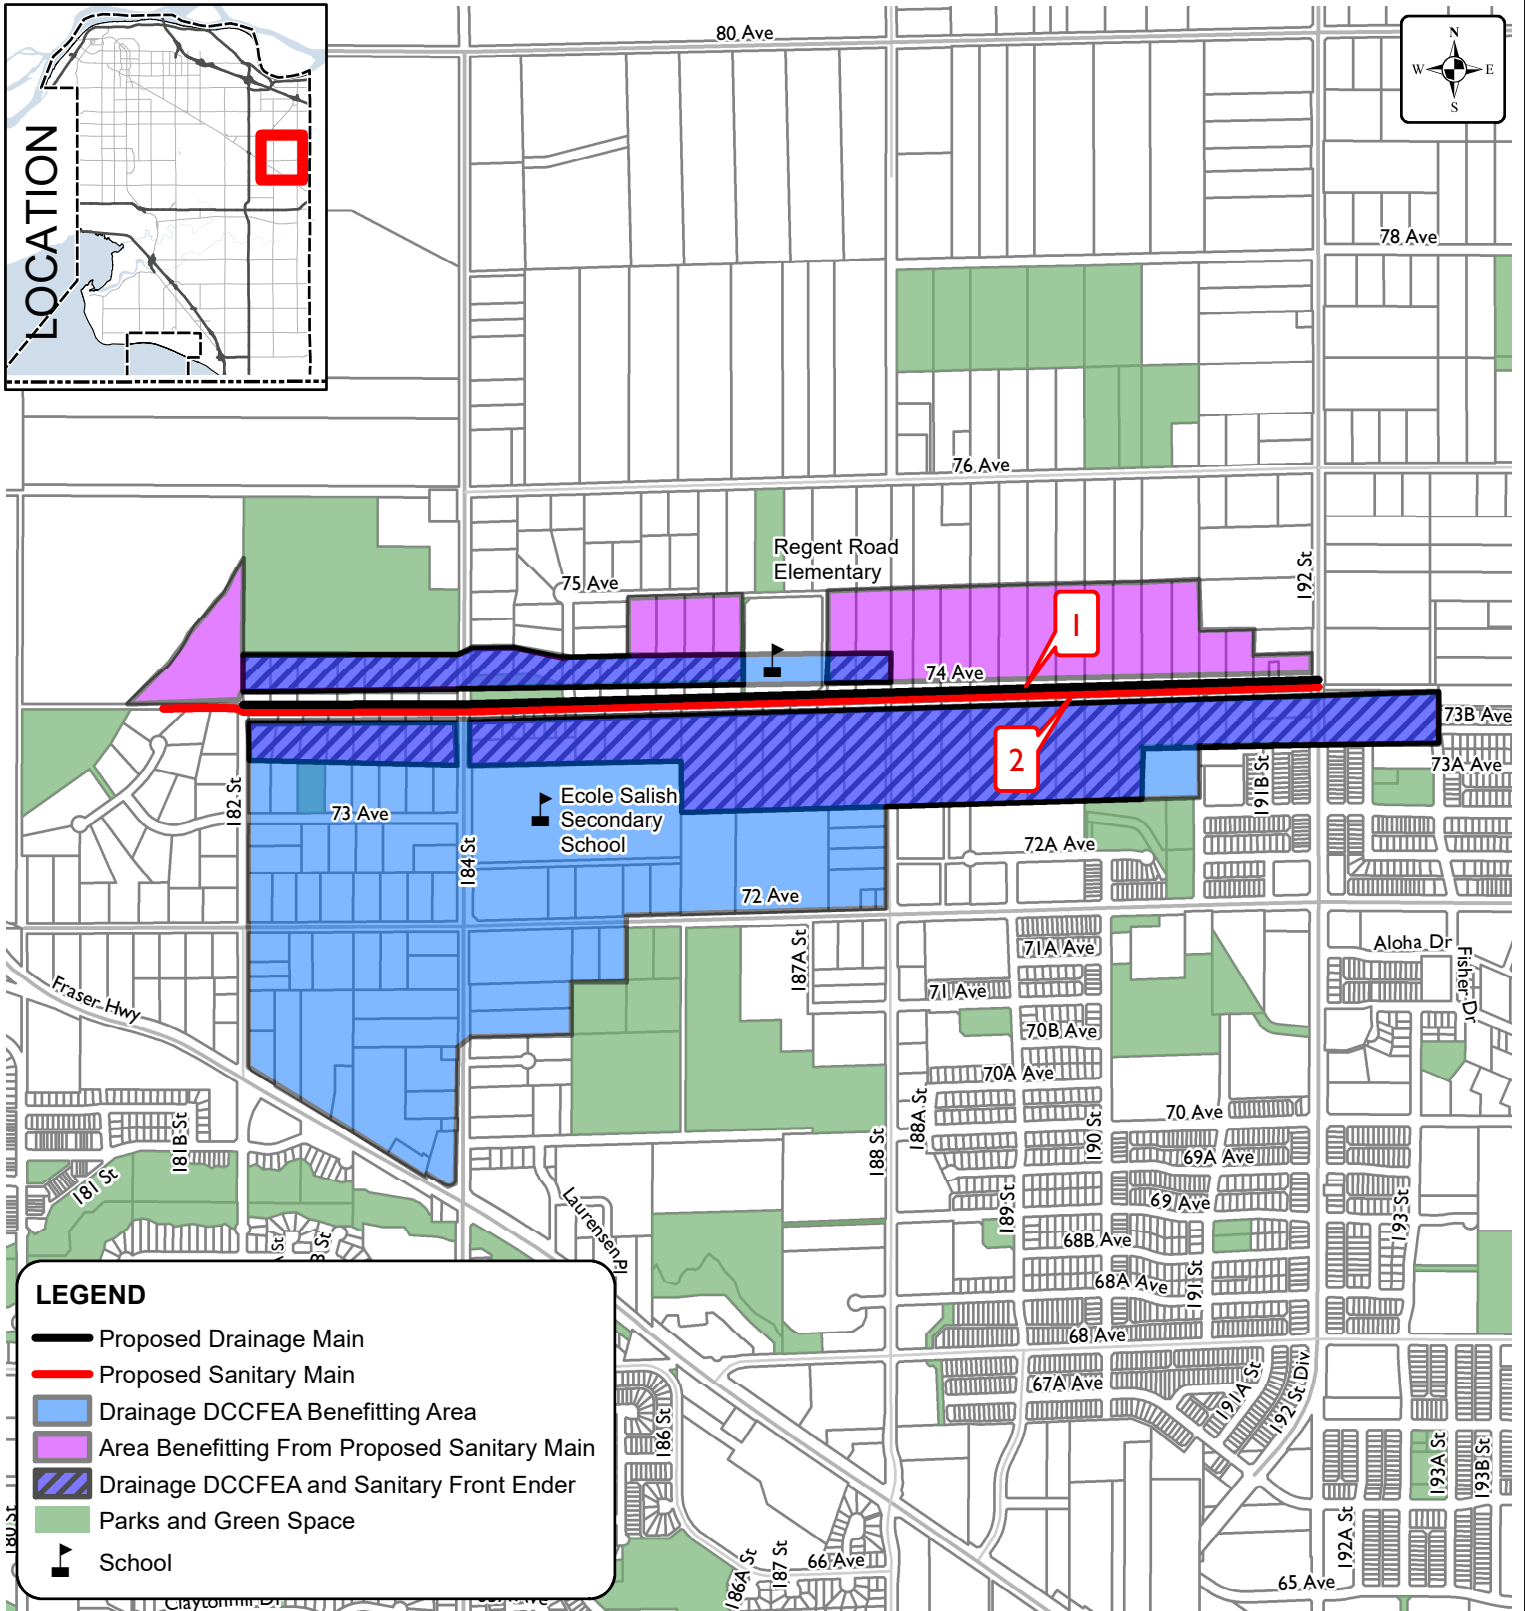 80 Ave
N
W E
S
LOCATION
78 Ave
76 Ave
Regent Road
Elementary
75 Ave
192 St
1
74 Ave
73B Ave
2
73A Ave
191B St
182 St
73 Ave
Ecole Salish
Secondary
School
184 St
72A Ave
72 Ave
187A St
71A Ave
Aloha Dr
Fisher Dr
Fraser Hwy
71 Ave
70B Ave
70A Ave
188A St
70 Ave
181B St
190 St
188 St
69A Ave
181 St
69 Ave
189 St
193 St
Laurensen Pl
68B Ave
68A Ave
191 St
68 Ave
67A Ave
191A St
192 St Div
186 St
193A St
193B St
192A St
180 St
66 Ave
187 St
186A St
65 Ave
Claytonhill Dr
LEGEND
Proposed Drainage Main
Proposed Sanitary Main
Drainage DCCFEA Benefitting Area
Area Benefitting From Proposed Sanitary Main
Drainage DCCFEA and Sanitary Front Ender
Parks and Green Space
School